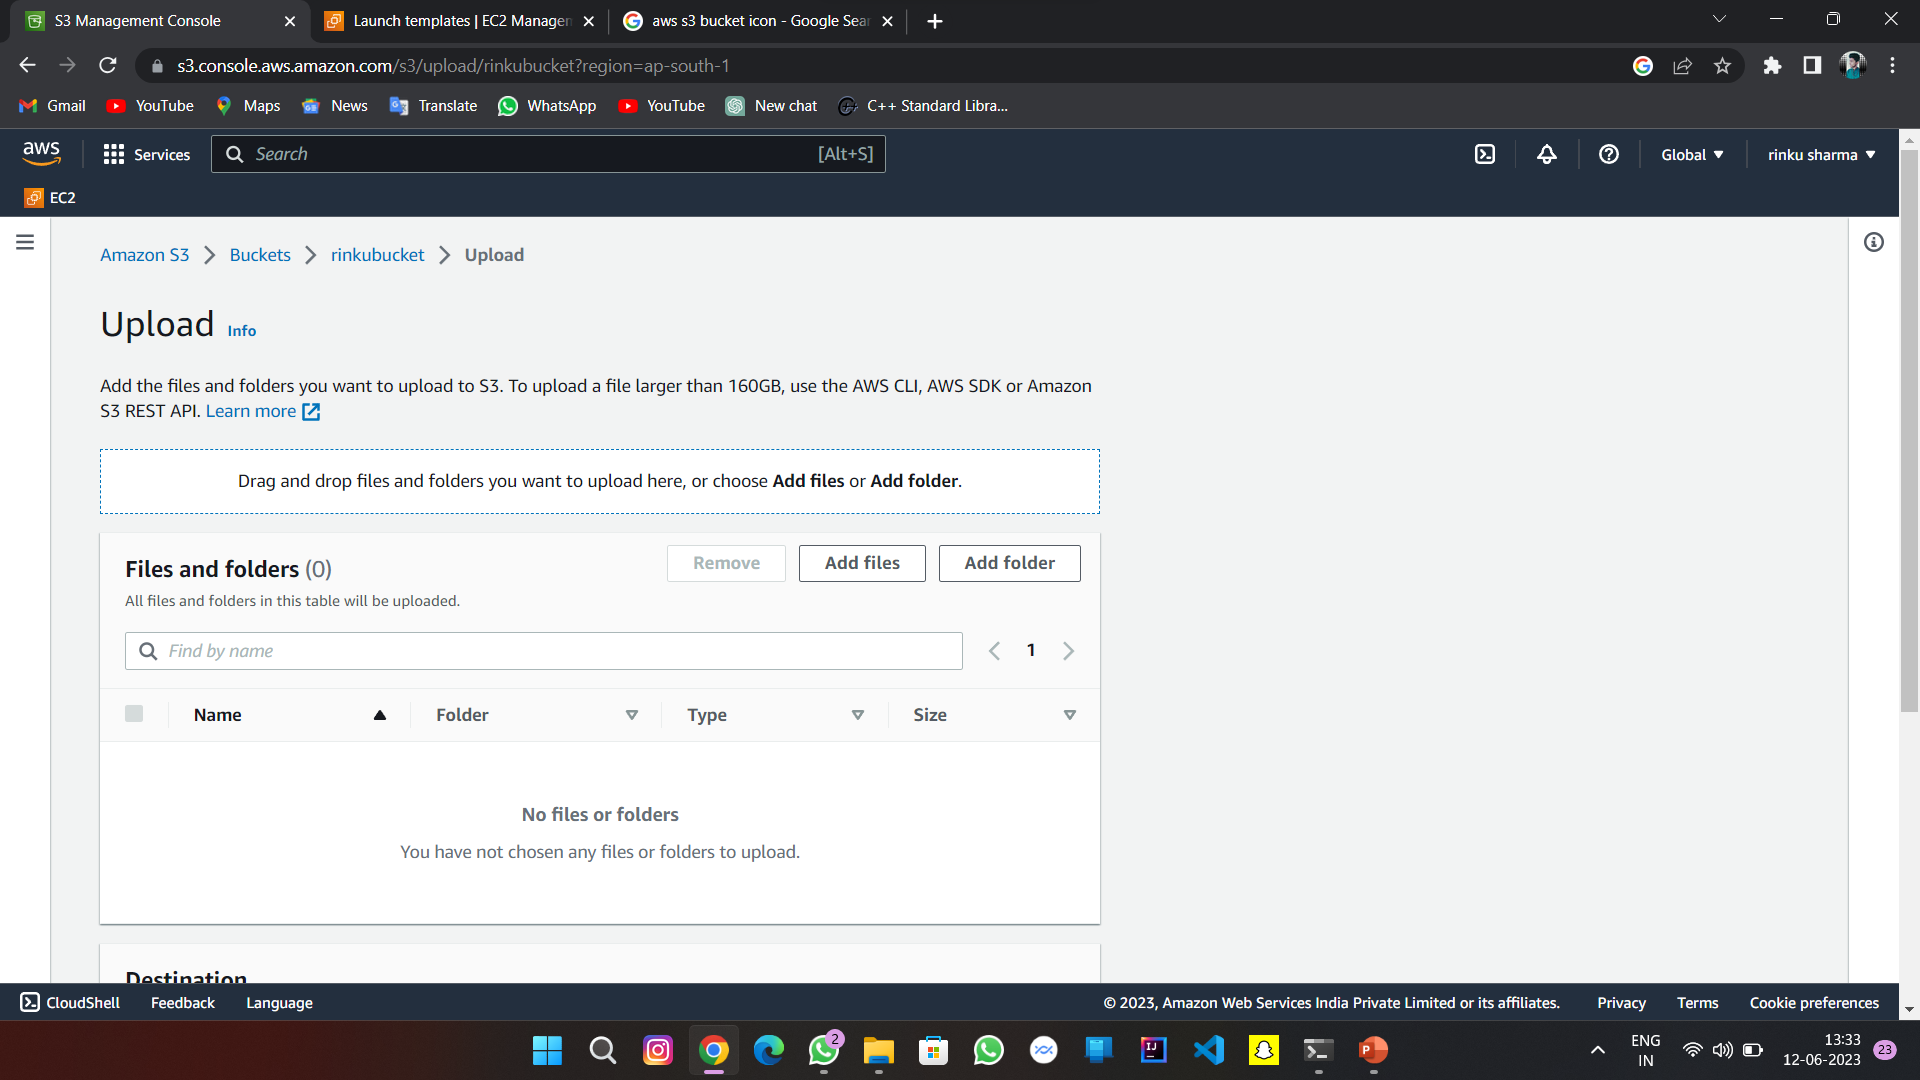 S3 Management Console
Launch templates | EC2 Managem
aws s3 bucket icon - Google Sear
s3.console.aws.amazon.com/s3/upload/rinkubucket?region=ap-south-1
Gmail
YouTube
Maps
News
Translate
WhatsApp
YouTube
New chat
C++ Standard Libra...
aws
Services
Search
[Alt+S]
Global
rinku sharma
EC2
Amazon S3
Buckets
rinkubucket
Upload
Upload Info
Add the files and folders you want to upload to S3. To upload a file larger than 160GB, use the AWS CLI, AWS SDK or Amazon
S3 REST API. Learn more
Drag and drop files and folders you want to upload here, or choose Add files or Add folder.
Files and folders (0)
Remove
Add files
Add folder
All files and folders in this table will be uploaded.
Find by name
1
Name
Folder
Type
Size
No files or folders
You have not chosen any files or folders to upload.
Destination
CloudShell
Feedback
Language
© 2023, Amazon Web Services India Private Limited or its affiliates.
Privacy
Terms
Cookie preferences
2
IJ
P
ENG
IN
13:33
12-06-2023
23